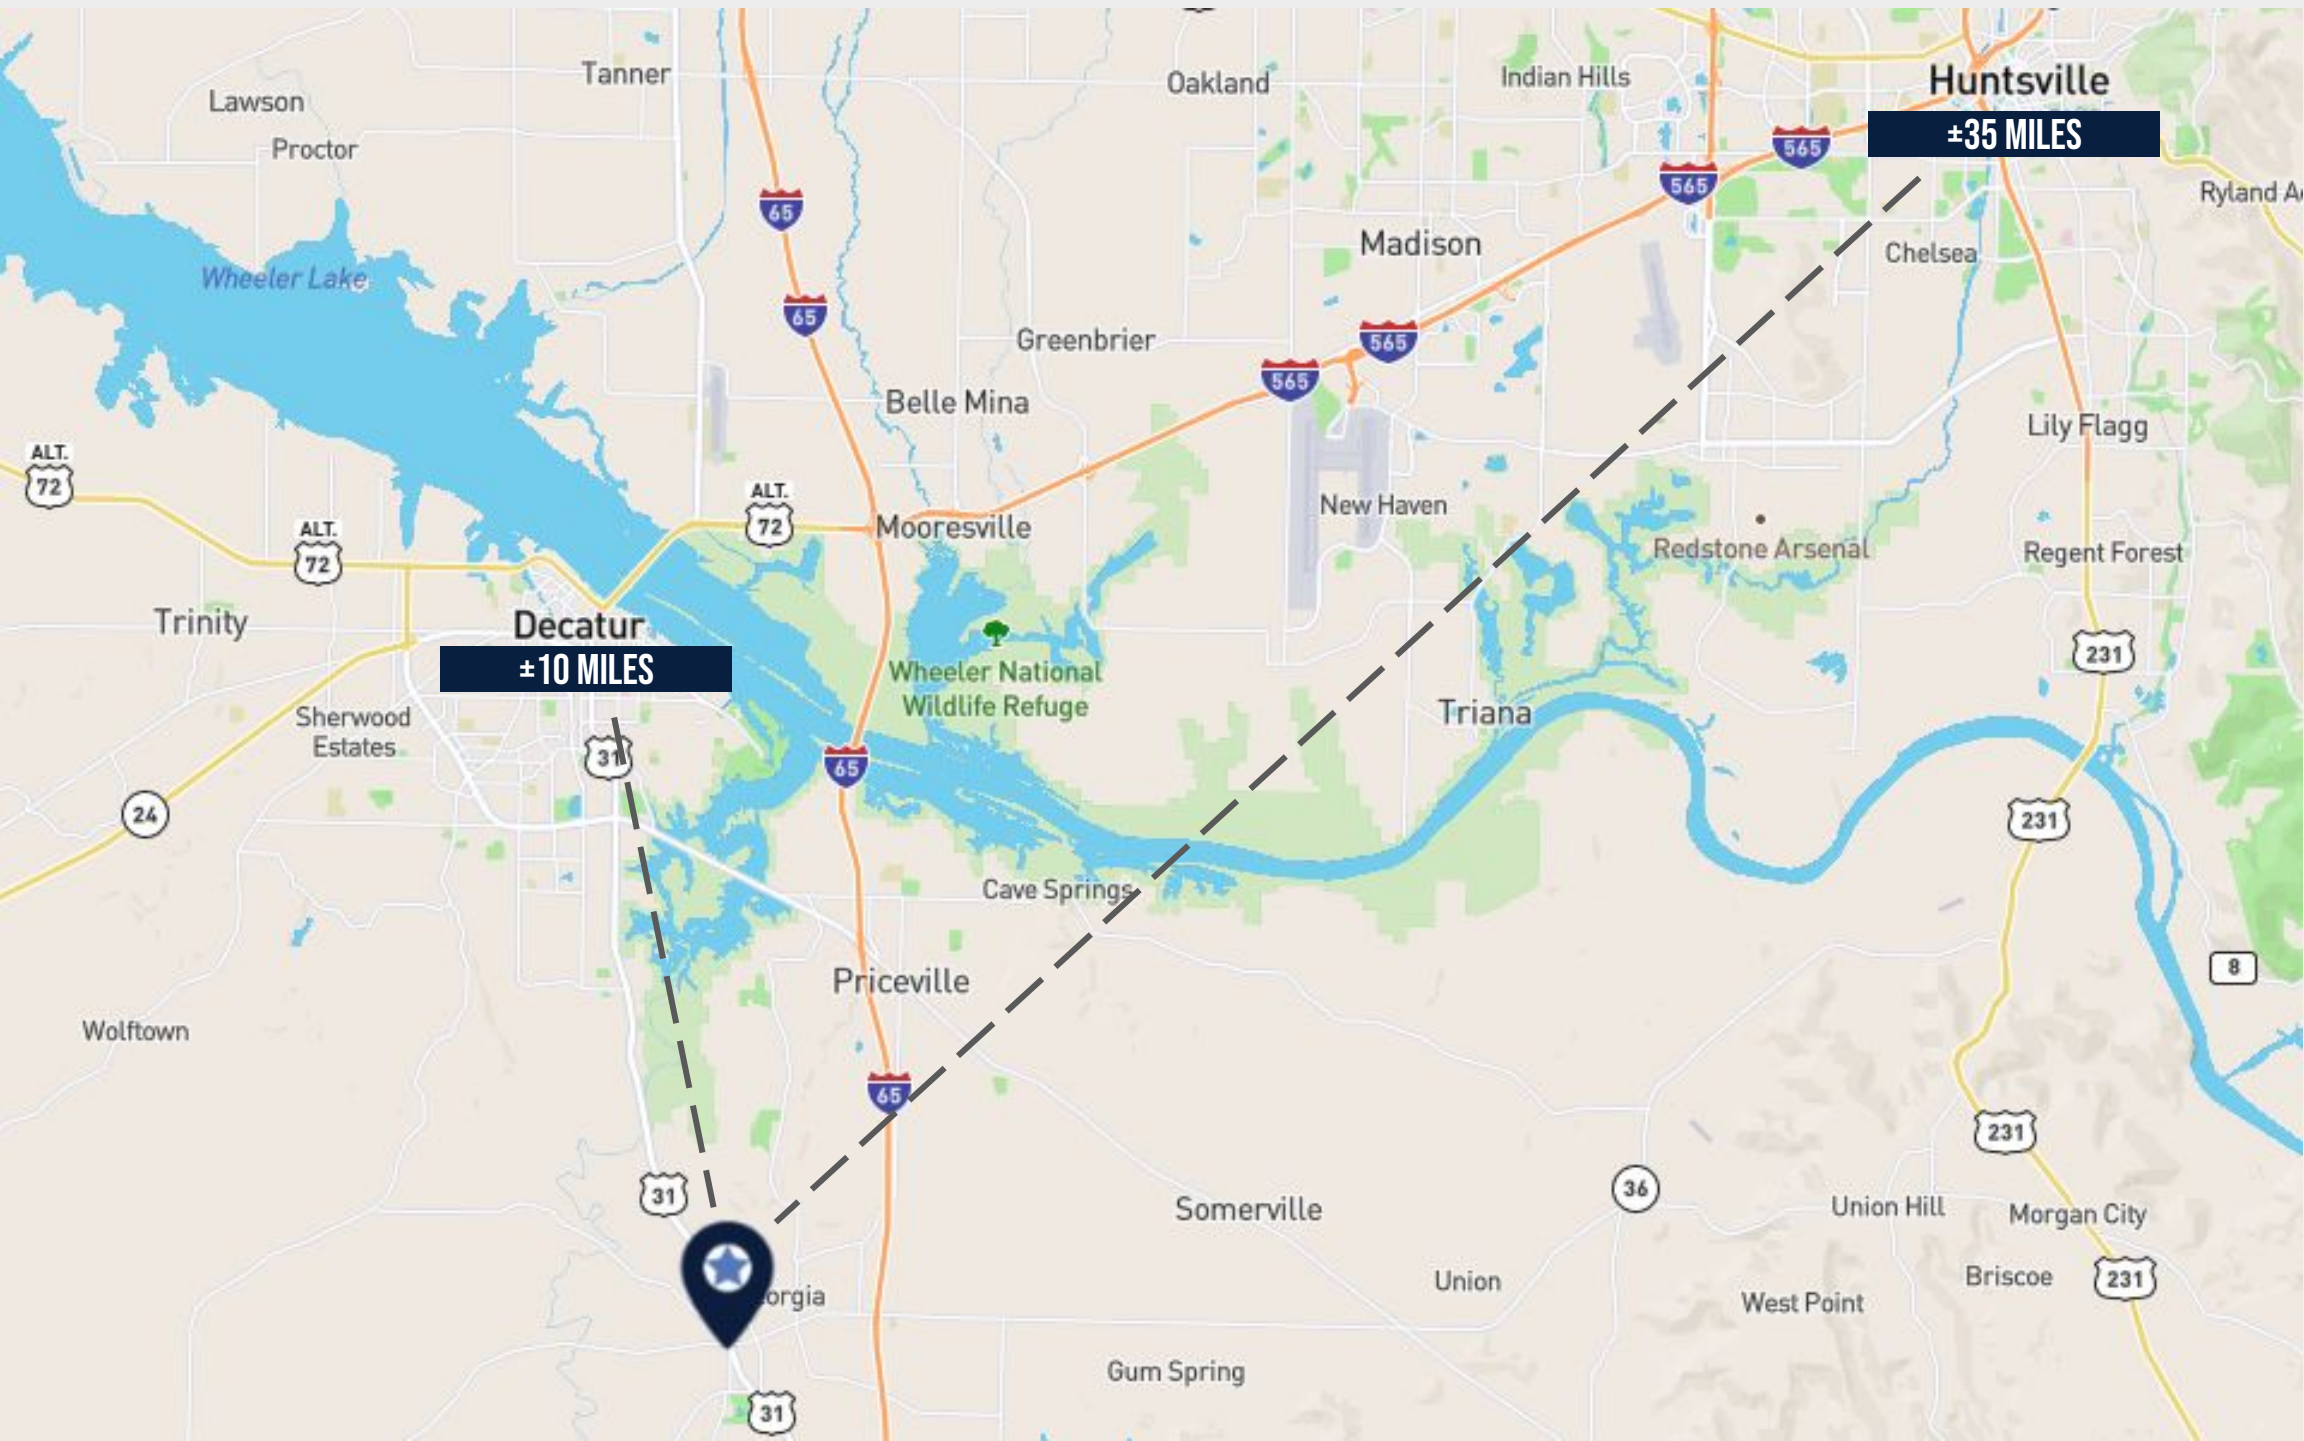 Tanner
Oakland
Indian Hills
Huntsville
±35 MILES
Lawson
Proctor
565
565
65
Ryland A
Madison
Chelsea
Wheeler Lake
65
Greenbrier
565
565
Belle Mina
Lily Flagg
ALT.
72
ALT.
72
ALT.
72
Mooresville
New Haven
Redstone Arsenal
Regent Forest
Trinity
Decatur
±10 MILES
231
Wheeler National
Wildlife Refuge
Sherwood
Estates
31
65
Triana
24
231
Cave Springs
Priceville
8
Wolftown
65
231
31
36
Somerville
Union Hill
Morgan City
orgia
Union
West Point
Briscoe
231
Gum Spring
31